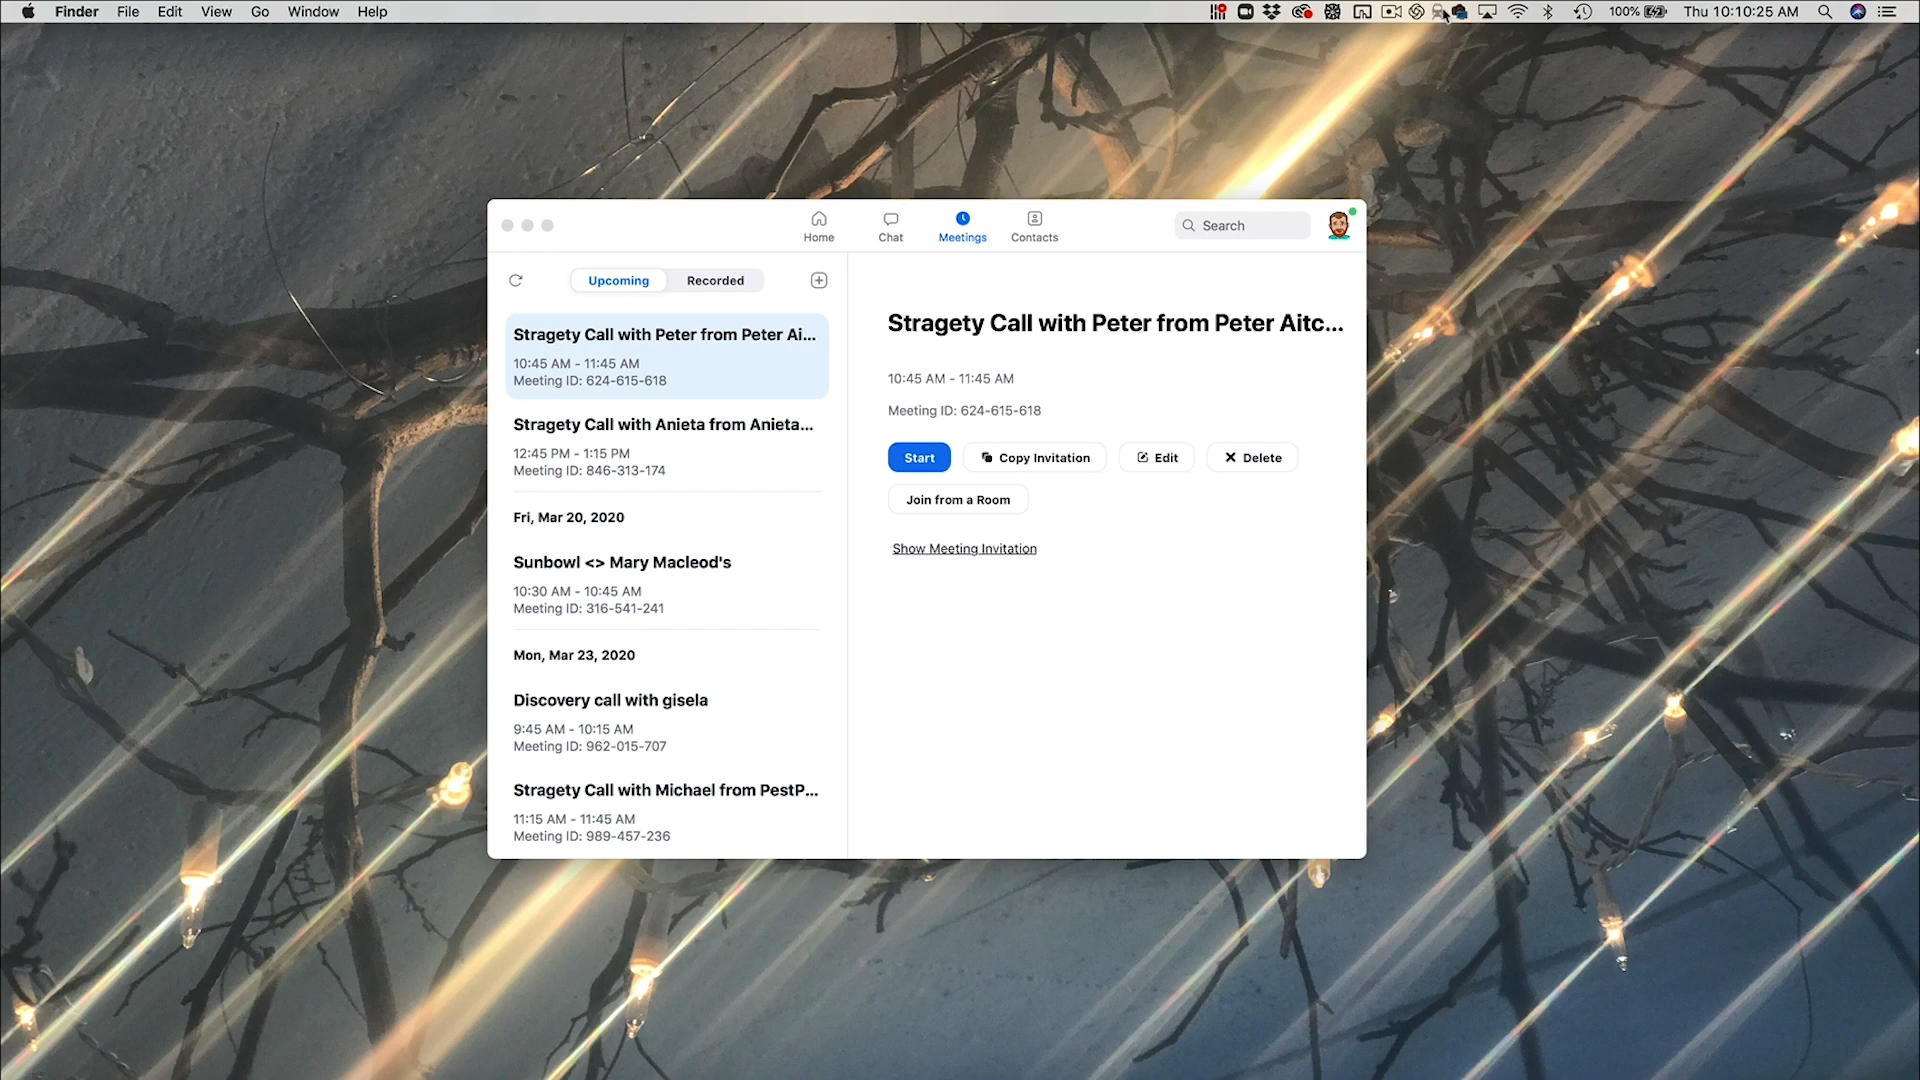 Finder File Edit View Go Window Help
100% Thu 10:10:25 AM
Home
Chat
Meetings
Contacts
Search
Upcoming
Recorded
Stragety Call with Peter from Peter Ai...
10:45 AM - 11:45 AM
Meeting ID: 624-615-618
Stragety Call with Anieta from Anieta...
12:45 PM - 1:15 PM
Meeting ID: 846-313-174
Fri, Mar 20, 2020
Sunbowl <> Mary Macleod's
10:30 AM - 10:45 AM
Meeting ID: 316-541-241
Mon, Mar 23, 2020
Discovery call with gisela
9:45 AM - 10:15 AM
Meeting ID: 962-015-707
Stragety Call with Michael from PestP...
11:15 AM - 11:45 AM
Meeting ID: 989-457-236
Stragety Call with Peter from Peter Aitc...
10:45 AM - 11:45 AM
Meeting ID: 624-615-618
Start
Copy Invitation
Edit
Delete
Join from a Room
Show Meeting Invitation